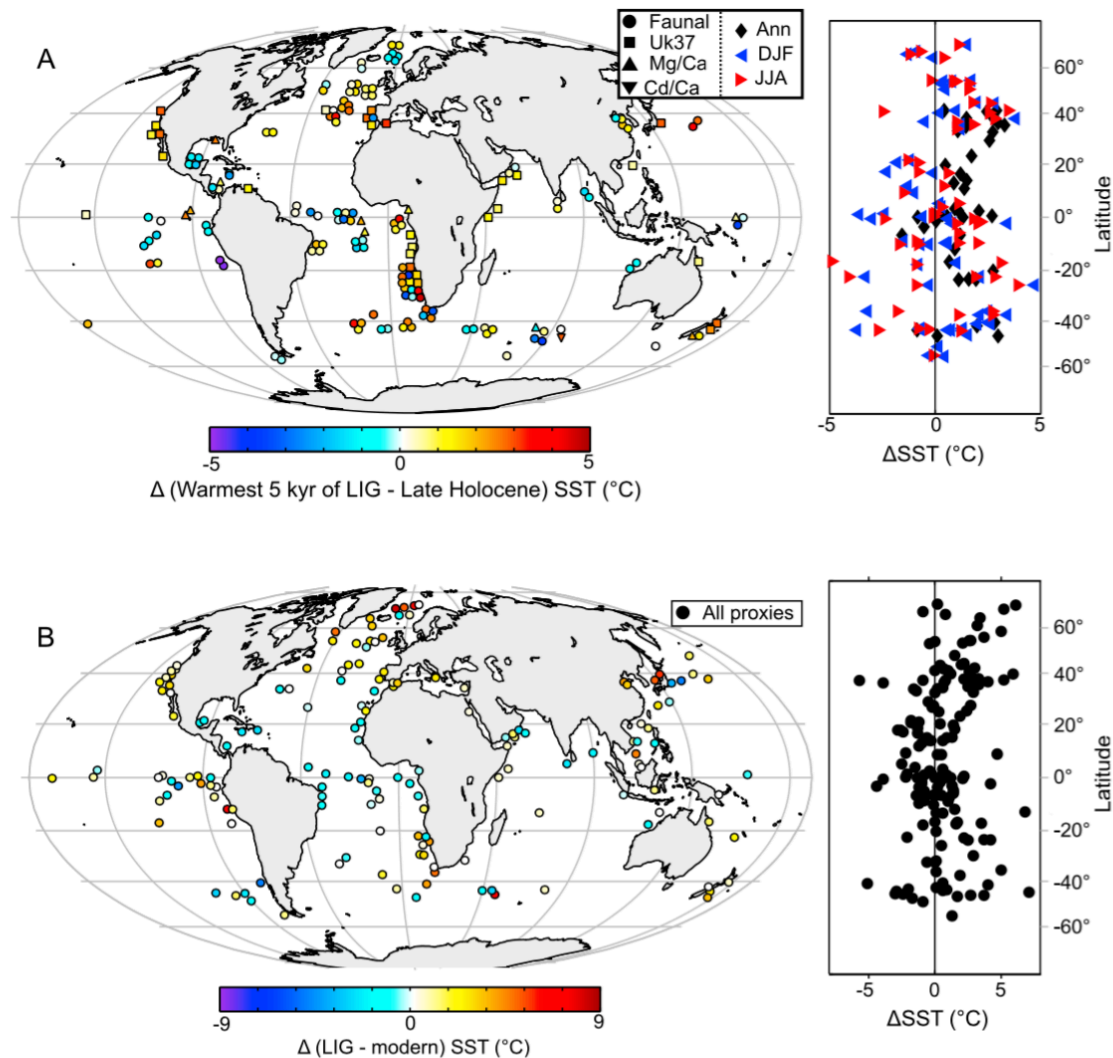 A
Faunal
Uk37
Mg/Ca
Cd/Ca
Ann
DJF
JJA
60°
40°
20°
0°
-20°
-40°
-60°
Latitude
-5
0
5
ΔSST (°C)
-5
0
5
Δ (Warmest 5 kyr of LIG - Late Holocene) SST (°C)
B
All proxies
60°
40°
20°
0°
-20°
-40°
-60°
Latitude
-5
0
5
ΔSST (°C)
-9
0
9
Δ (LIG - modern) SST (°C)